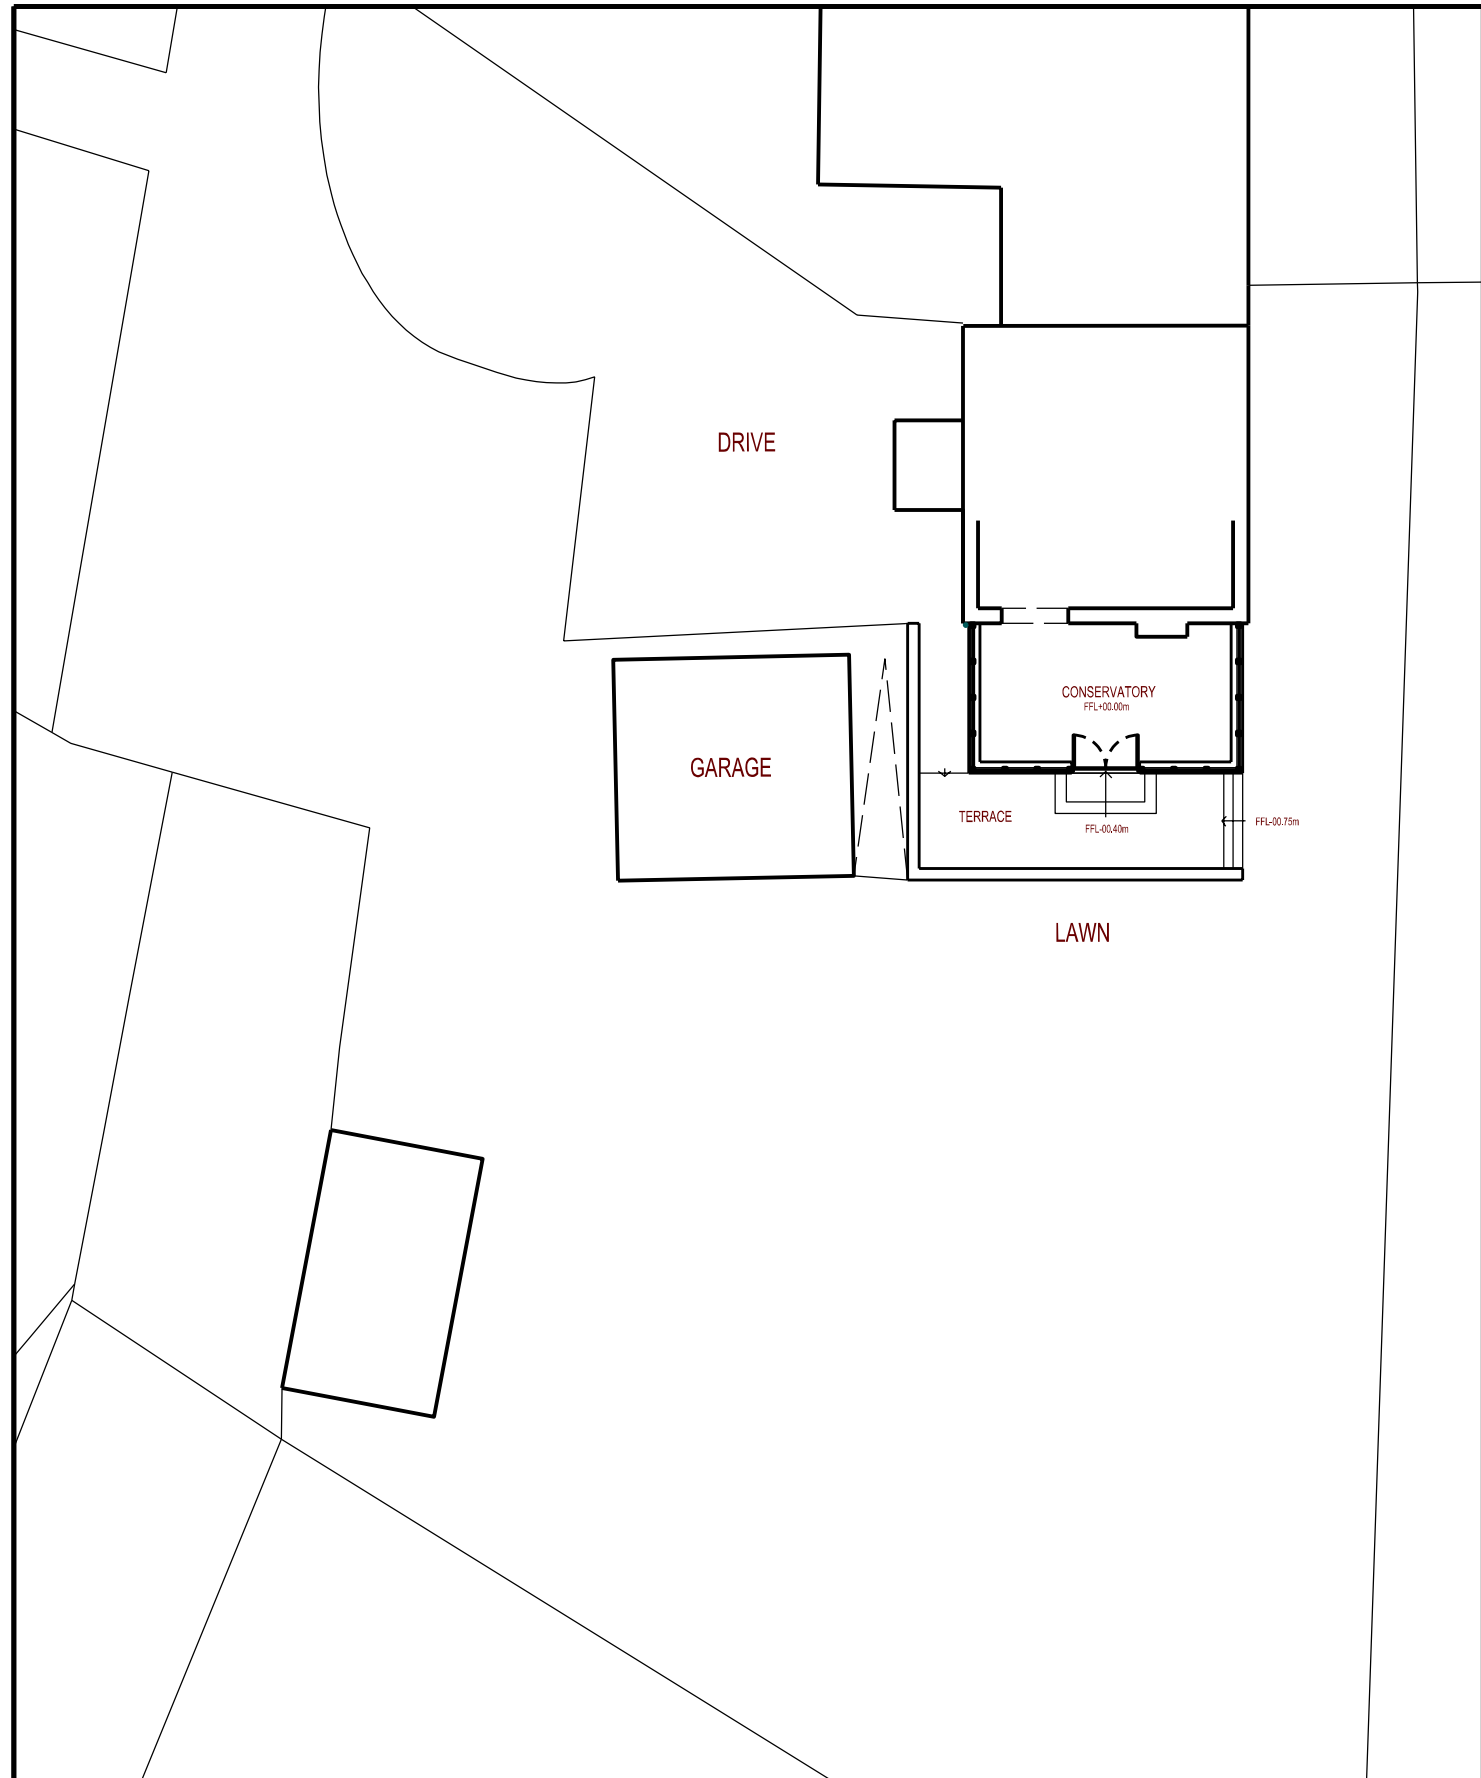 DRIVE
CONSERVATORY
FFL+00.00m
GARAGE
TERRACE
FFL-00.40m
FFL-00.75m
LAWN